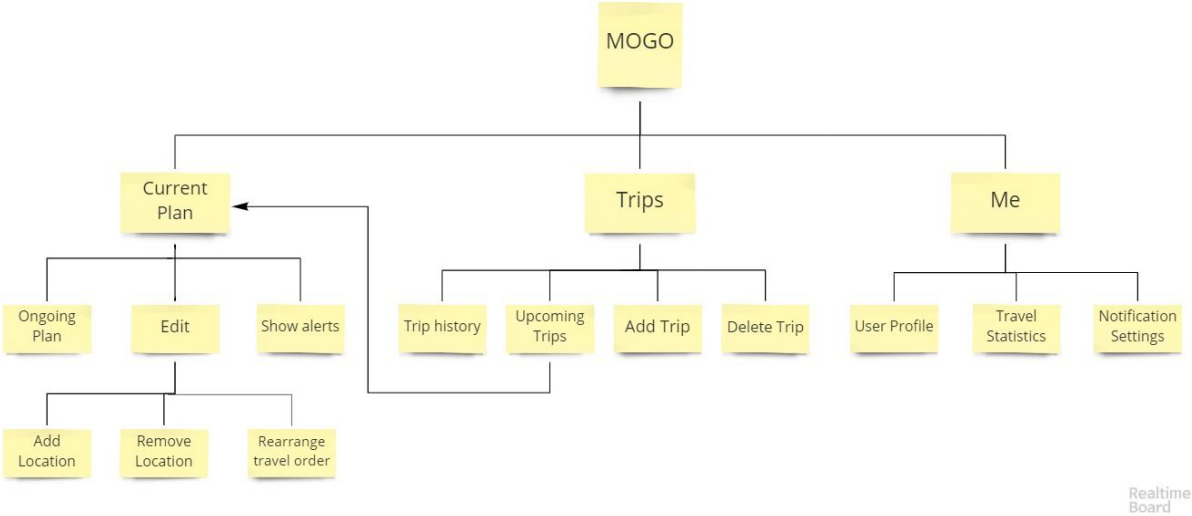 MOGO
Current
Plan
Trips
Me
Ongoing
Plan
Edit
Show alerts
Trip history
Upcoming
Trips
Add Trip
Delete Trip
User Profile
Travel
Statistics
Notification
Settings
Add
Location
Remove
Location
Rearrange
travel order
Realtime
Board